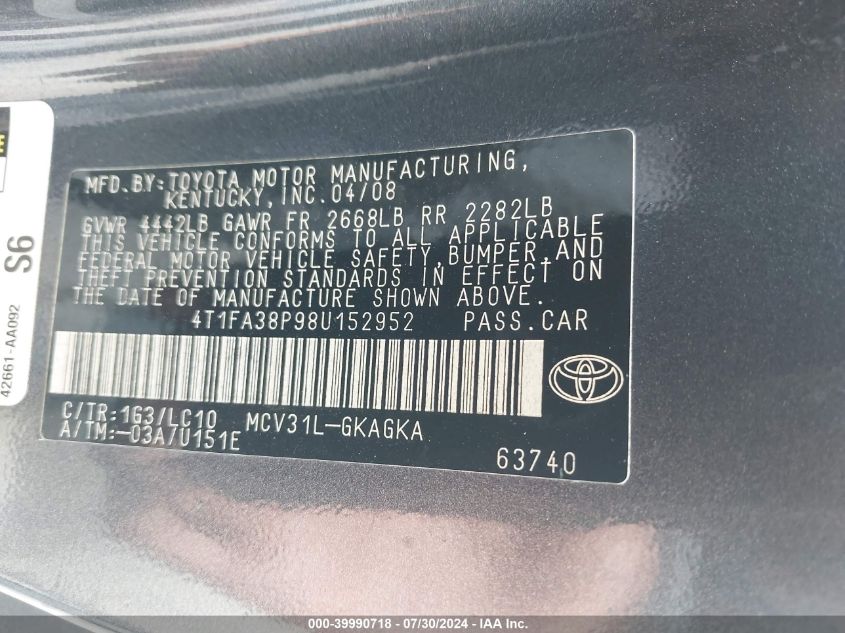 MFD.BY:TOYOTA MOTOR MANUFACTURING,
KENTUCKY,INC.04/08
GVWR 4442LB GAWR FR 2668LB RR 2282LB
THIS VEHICLE CONFORMS TO ALL APPLICABLE
FEDERAL MOTOR VEHICLE SAFETY,BUMPER,AND
THEFT PREVENTION STANDARDS IN EFFECT ON
THE DATE OF MANUFACTURE SHOWN ABOVE.
4T1FA38P98U152952 PASS.CAR
C/TR:163/LC10 MCV31L-GKAGKA
A/TM:-03A/U151E
63740
S6
42661-AA092
000-39990718 - 07/30/2024 - IAA Inc.